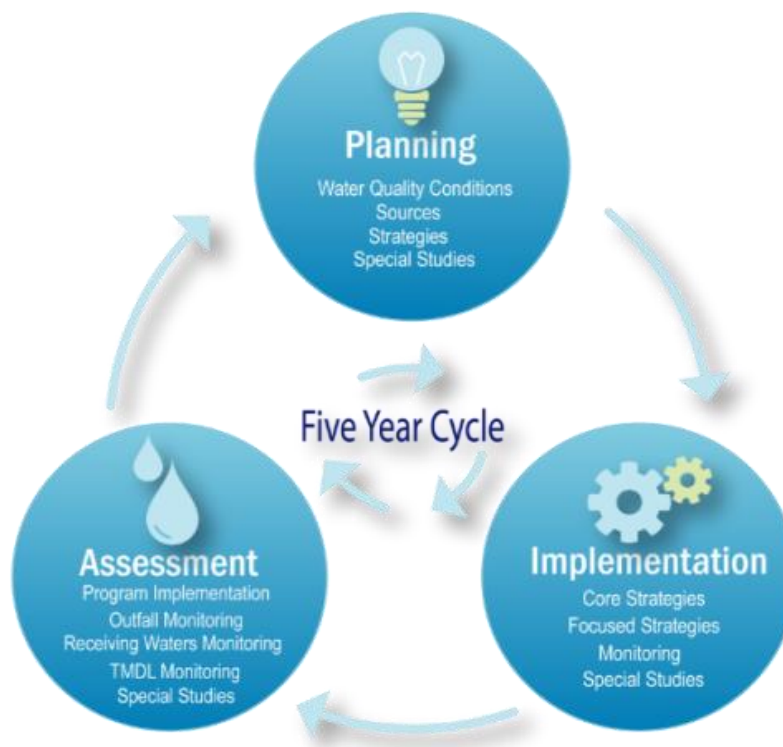 Planning
Water Quality Conditions
Sources
Strategies
Special Studies
Five Year Cycle
Assessment
Program Implementation
Outfall Monitoring
Receiving Waters Monitoring
TMDL Monitoring
Special Studies
Implementation
Core Strategies
Focused Strategies
Monitoring
Special Studies